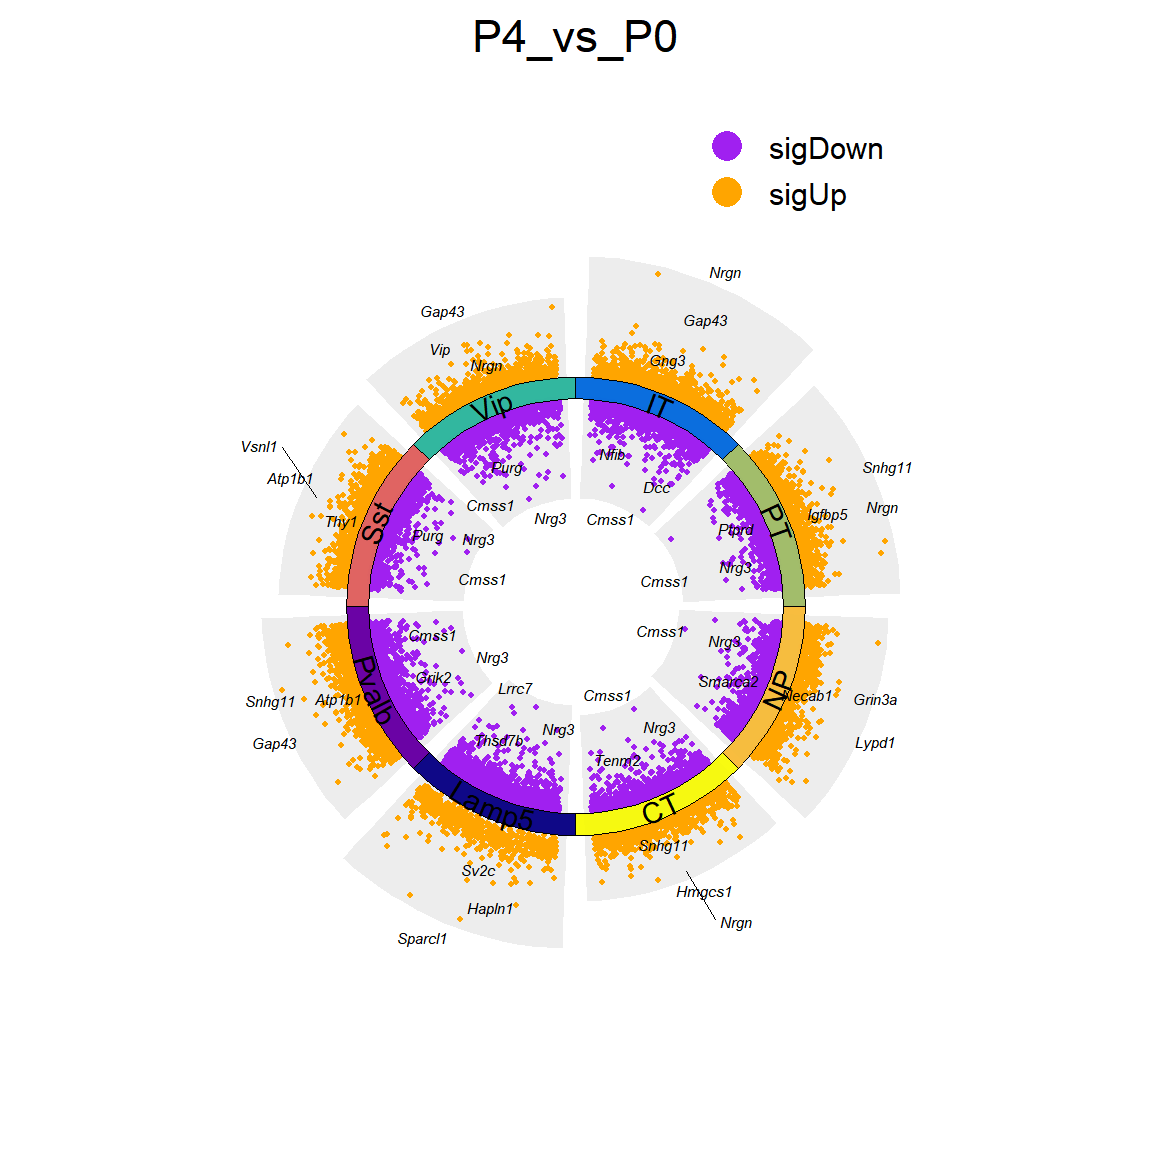 P4_vs_P0
sigDown
sigUp
Nrgn
Gap43
Gng3
Gap43
Vip
Nrgn
Vip
IT
Purg
Nfib
Dcc
Cmss1
Nrg3
Cmss1
Vsnl1
Atp1b1
Thy1
Sst
Purg
Nrg3
Cmss1
Snhg11
Nrgn
Igfbp5
PT
Ptprd
Nrg3
Cmss1
Cmss1
Nrg3
Grik2
Pvalb
Atp1b1
Snhg11
Gap43
Cmss1
Nrg3
Smarca2
NP
Necab1
Grin3a
Lypd1
Lrrc7
Nrg3
Thsd7b
Lamp5
Sv2c
Hapln1
Sparcl1
Cmss1
Nrg3
Tenm2
CT
Snhg11
Hmgcs1
Nrgn